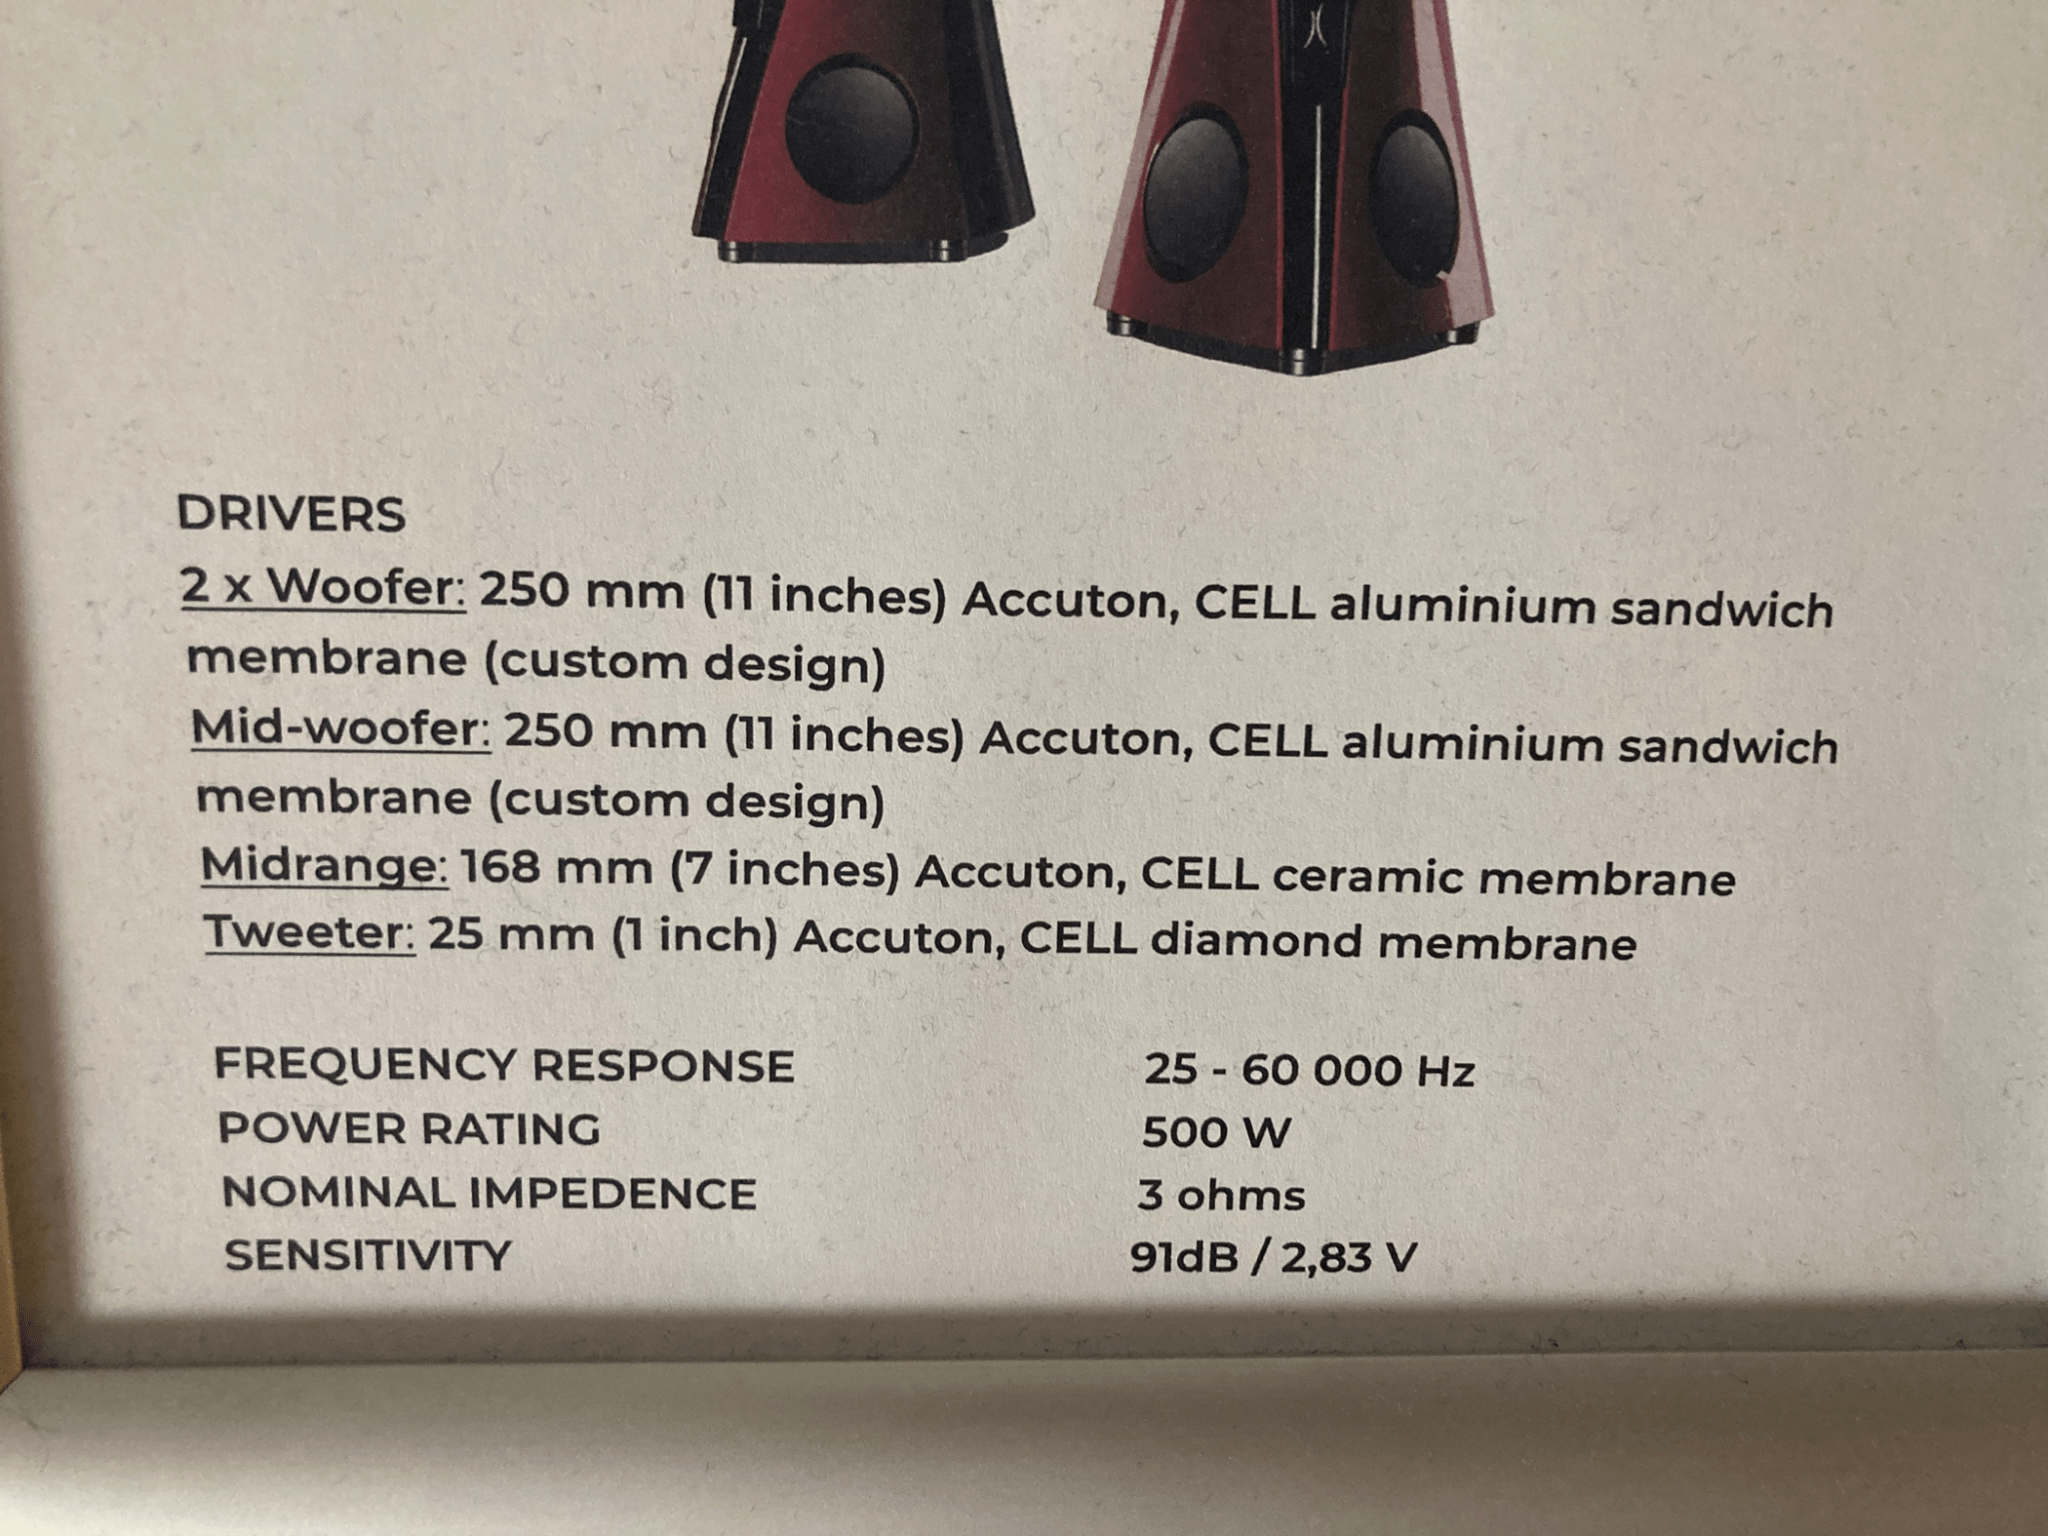 DRIVERS
2 x Woofer: 250 mm (11 inches) Accuton, CELL aluminium sandwich
membrane (custom design)
Mid-woofer: 250 mm (11 inches) Accuton, CELL aluminium sandwich
membrane (custom design)
Midrange: 168 mm (7 inches) Accuton, CELL ceramic membrane
Tweeter: 25 mm (1 inch) Accuton, CELL diamond membrane
FREQUENCY RESPONSE 25 - 60 000 Hz
POWER RATING 500 W
NOMINAL IMPEDENCE 3 ohms
SENSITIVITY 91dB / 2,83 V